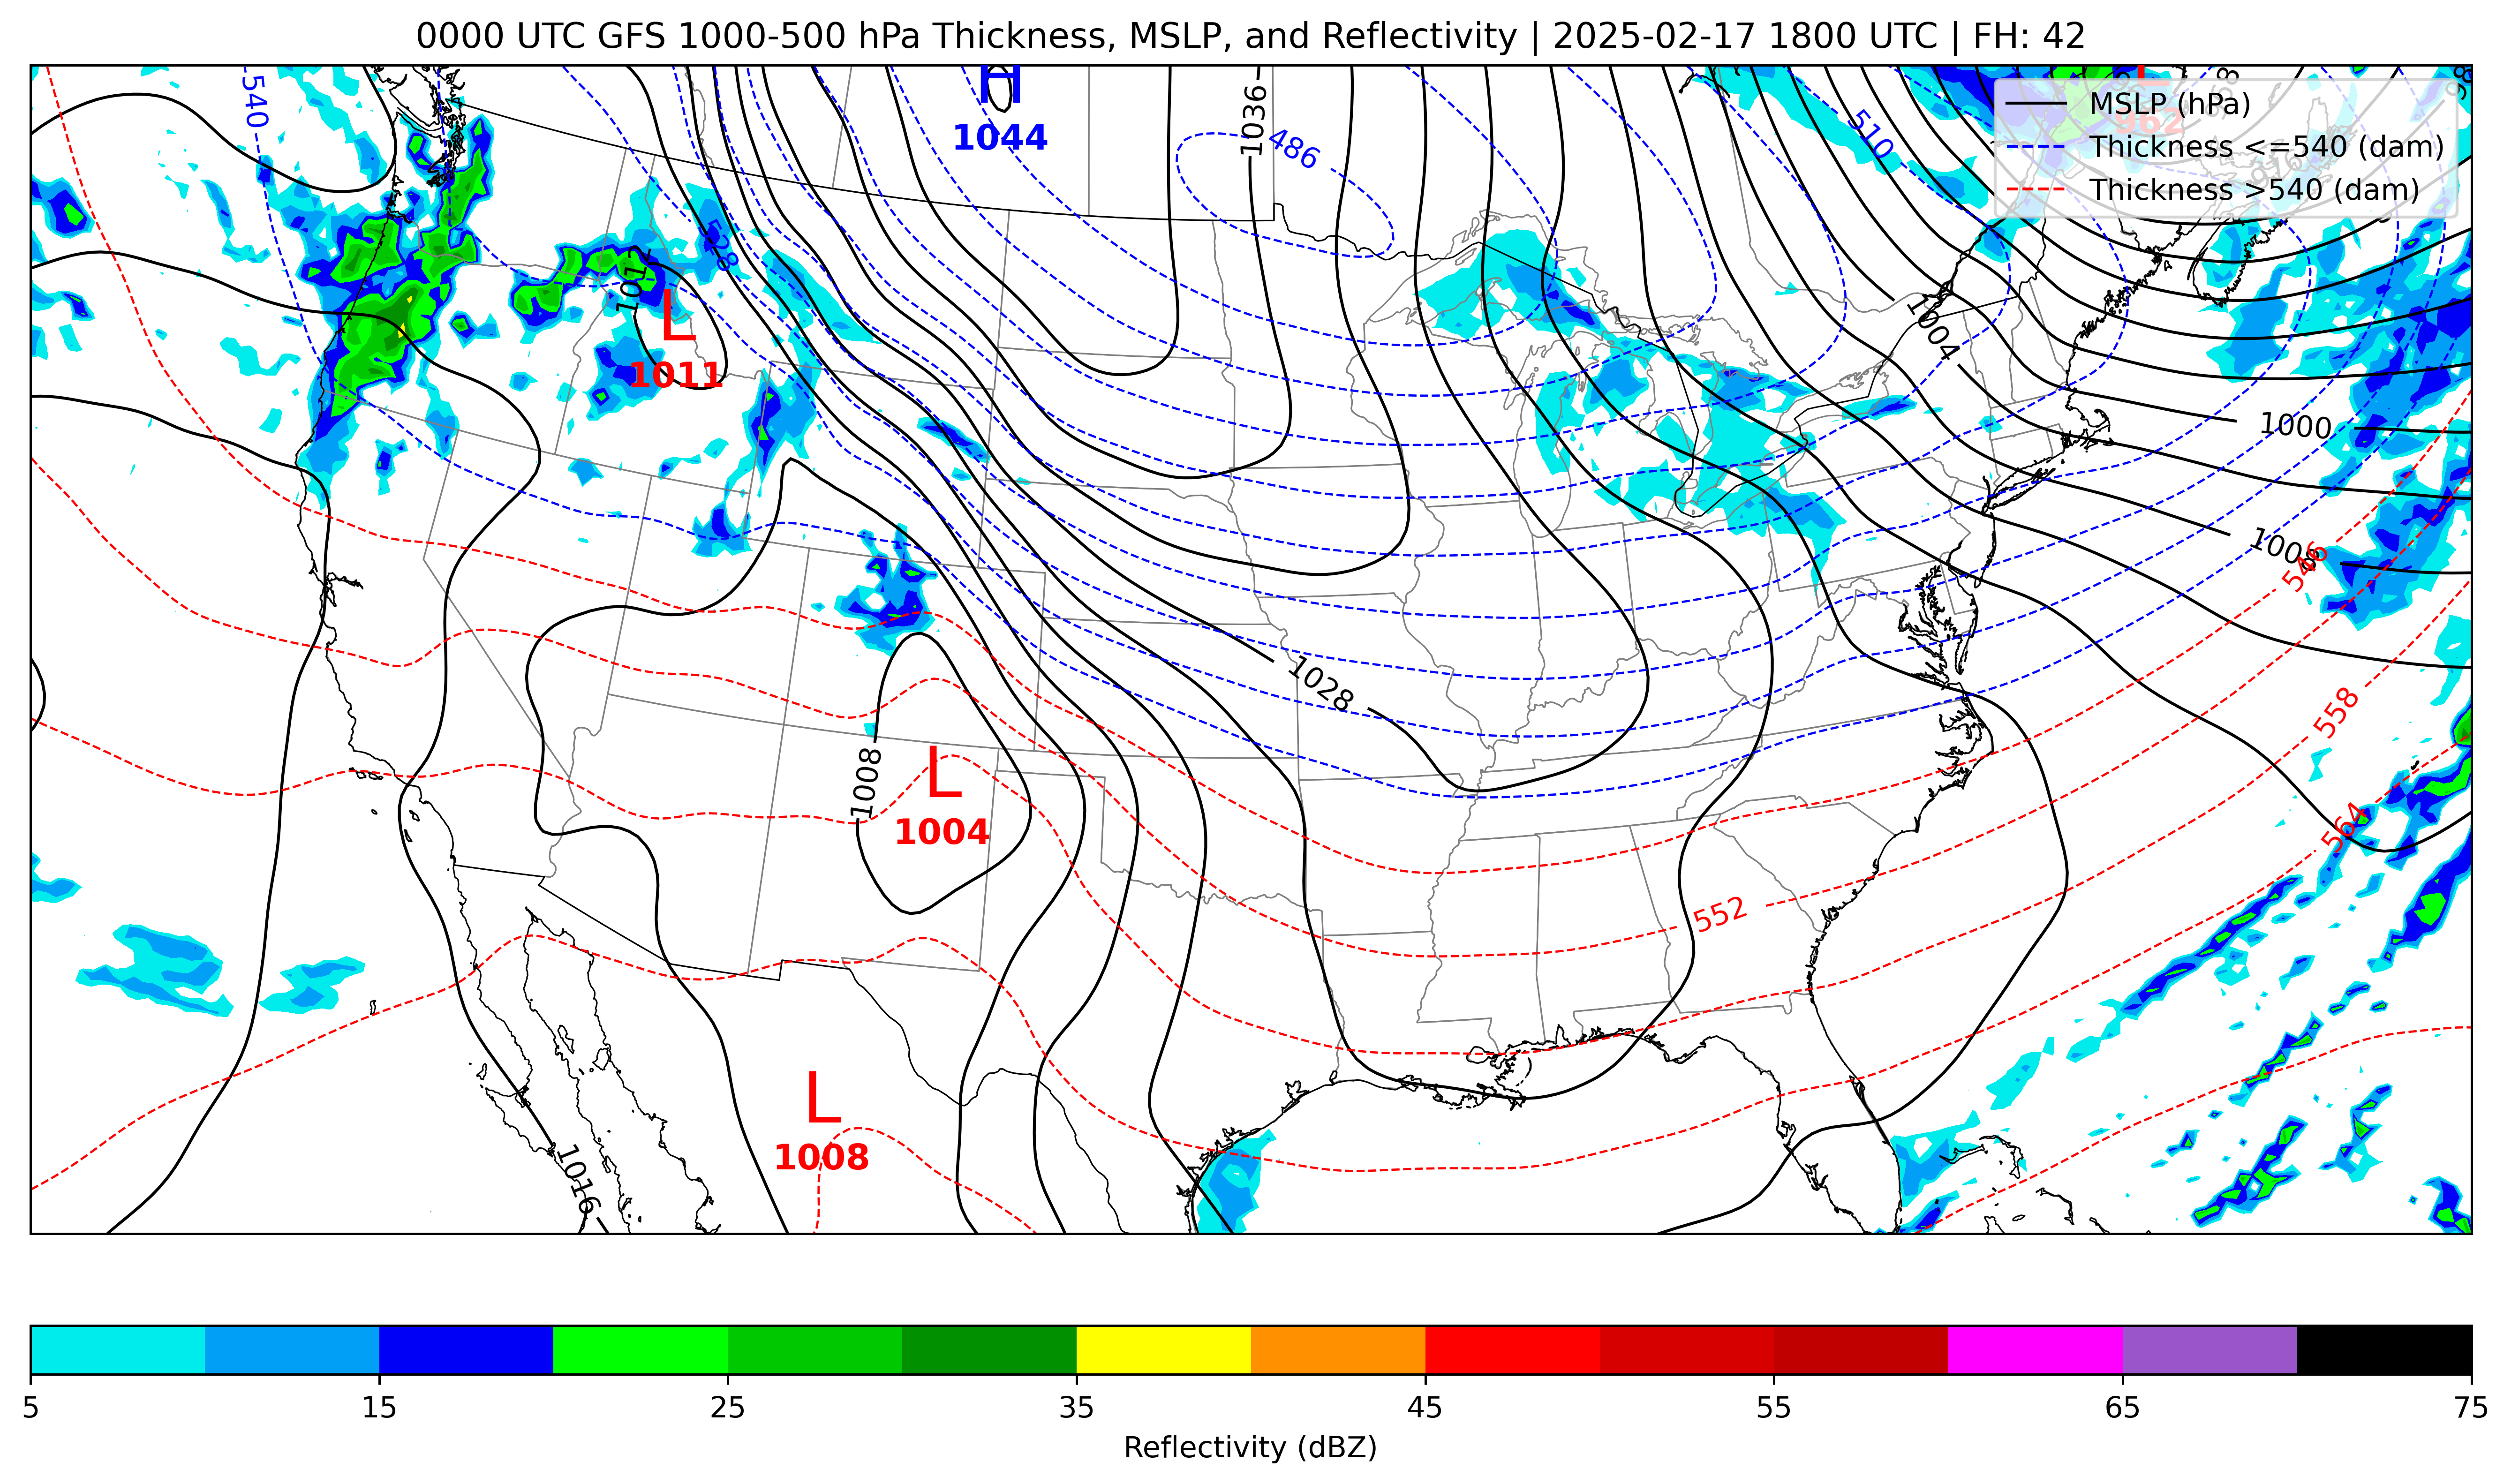 0000 UTC GFS 1000-500 hPa Thickness, MSLP, and Reflectivity | 2025-02-17 1800 UTC | FH: 42
MSLP (hPa)
Thickness <=540 (dam)
Thickness >540 (dam)
540
H
1044
1036
486
510
L
962
528
1012
L
1011
1004
1000
1008
546
1028
558
1008
L
1004
564
552
L
1008
1016
5
15
25
35
45
55
65
75
Reflectivity (dBZ)